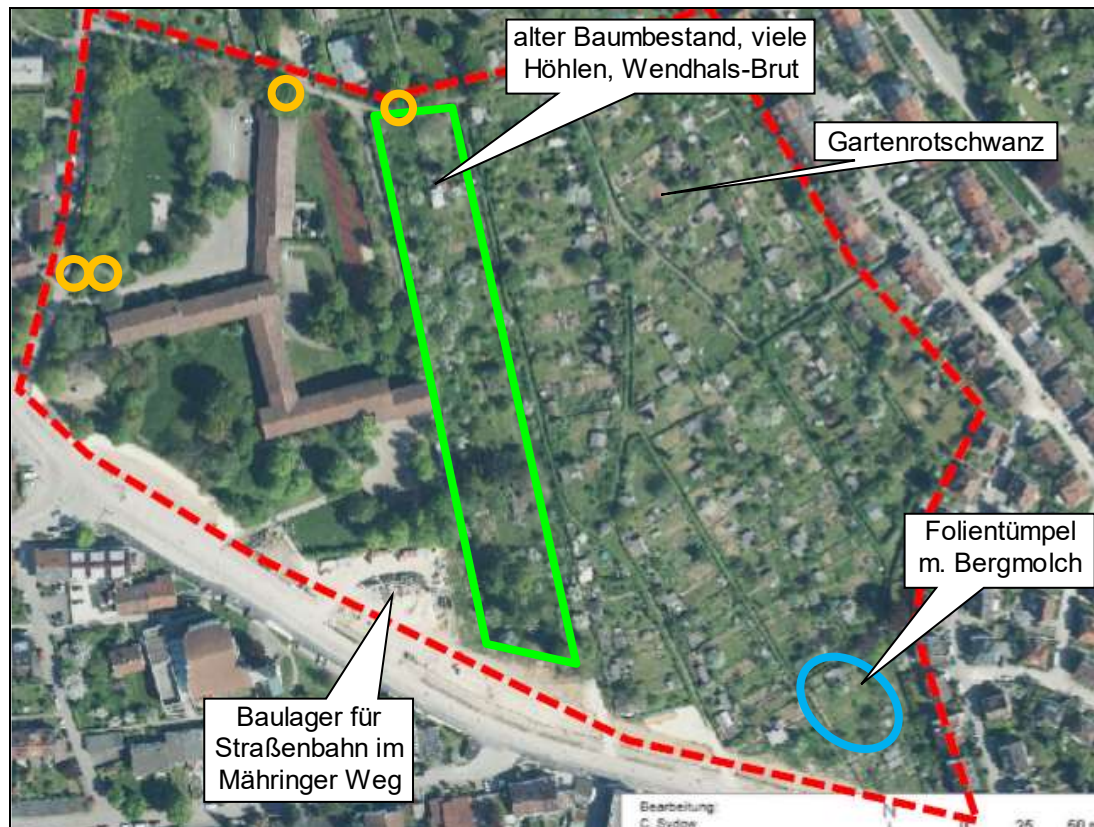 alter Baumbestand, viele
Höhlen, Wendhals-Brut
Gartenrotschwanz
Folientümpel
m. Bergmolch
Baulager für
Straßenbahn im
Mähringer Weg
Bearbeitung:
C. Sydow
N
25